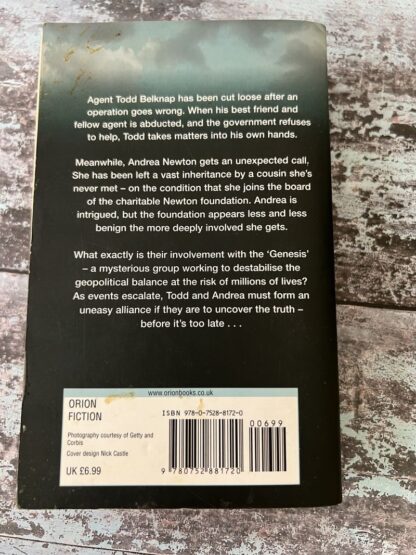 Agent Todd Belknap has been cut loose after an
operation goes wrong. When his best friend and
fellow agent is abducted, and the government refuses
to help, Todd takes matters into his own hands.
Meanwhile, Andrea Newton gets an unexpected call,
She has been left a vast inheritance by a cousin she's
never met – on the condition that she joins the board
of the charitable Newton foundation. Andrea is
intrigued, but the foundation appears less and less
benign the more deeply involved she gets.
What exactly is their involvement with the 'Genesis'
– a mysterious group working to destabilise the
geopolitical balance at the risk of millions of lives?
As events escalate, Todd and Andrea must form an
uneasy alliance if they are to uncover the truth –
before it's too late . . .
www.orionbooks.co.uk
ORION
FICTION
Photography courtesy of Getty and
Corbis
Cover design Nick Castle
UK £6.99
ISBN 978-0-7528-8172-0
00699
9 780752 881720